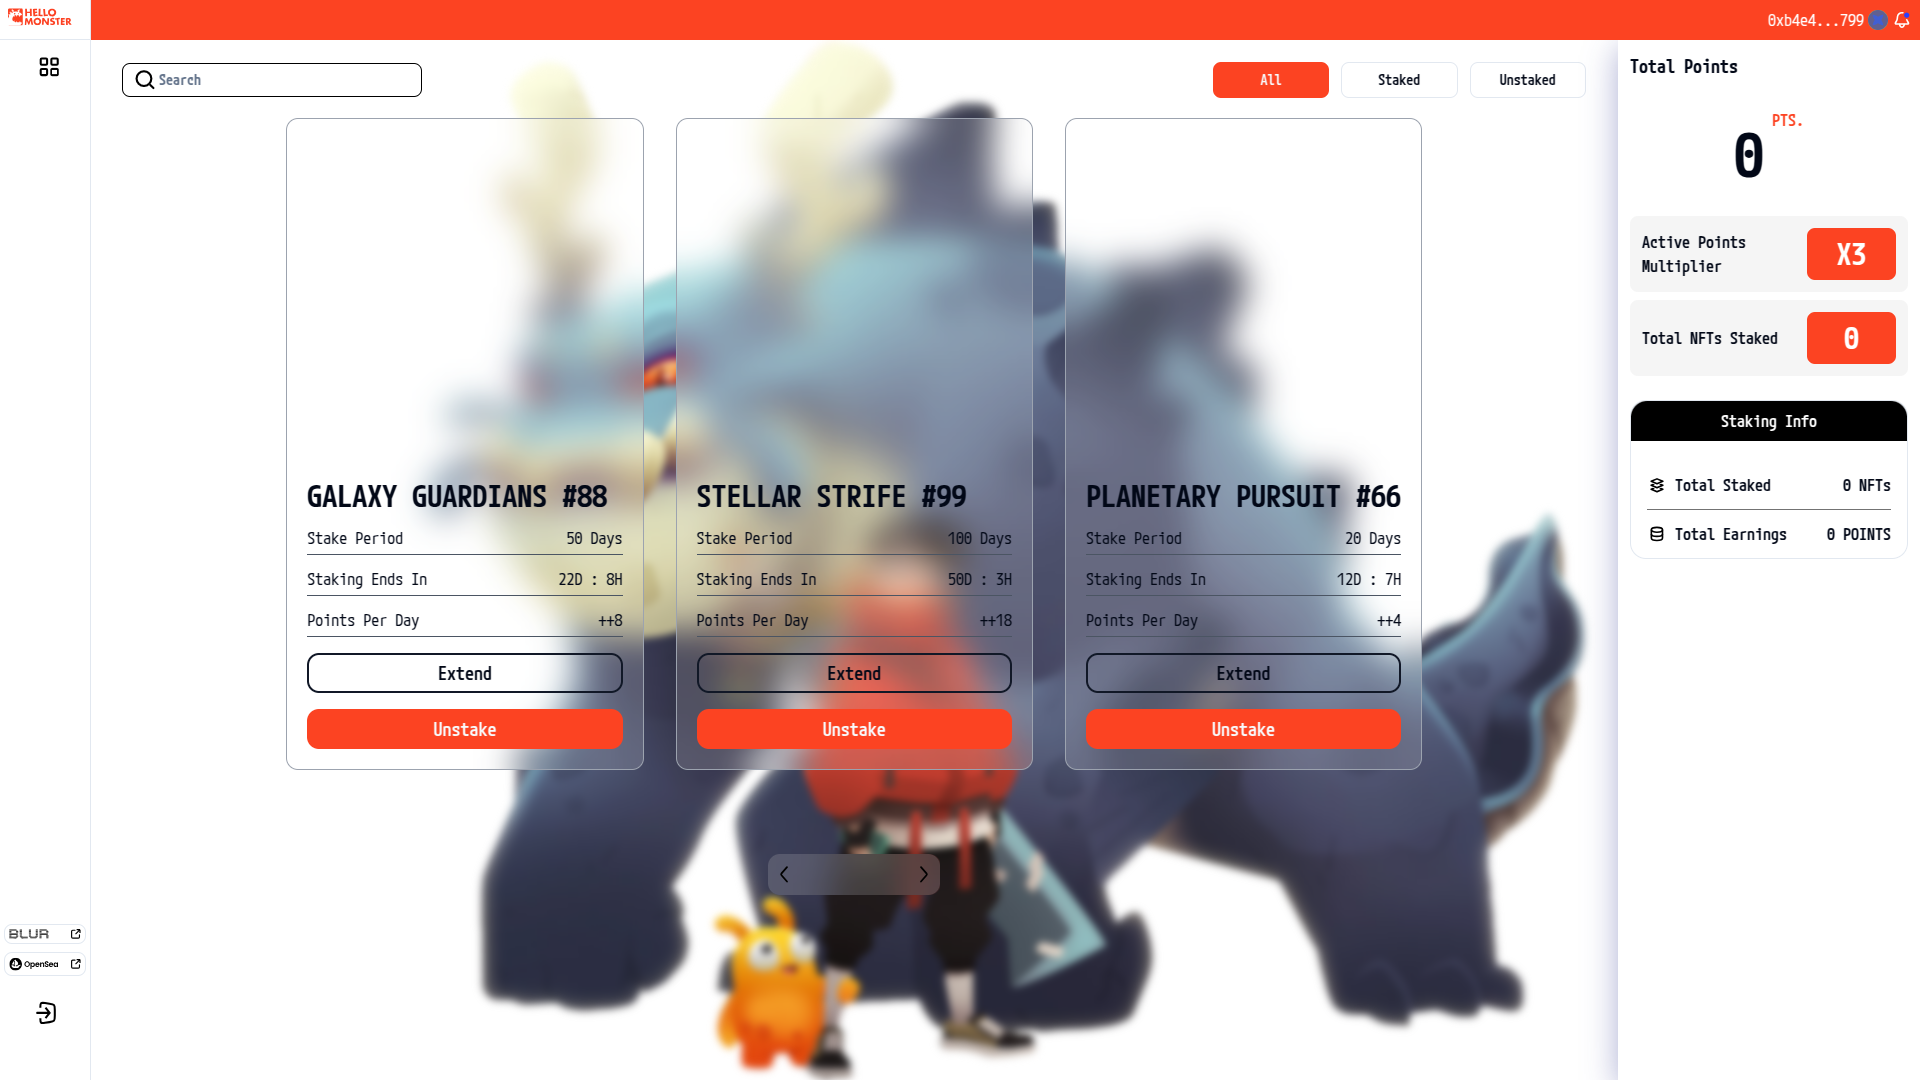 HELLO
MONSTER
0xb4e4...799
Search
All
Staked
Unstaked
GALAXY GUARDIANS #88
Stake Period 50 Days
Staking Ends In 22D : 8H
Points Per Day ++8
Extend
Unstake
STELLAR STRIFE #99
Stake Period 100 Days
Staking Ends In 50D : 3H
Points Per Day ++18
Extend
Unstake
PLANETARY PURSUIT #66
Stake Period 20 Days
Staking Ends In 12D : 7H
Points Per Day ++4
Extend
Unstake
Total Points
0 PTS.
Active Points
Multiplier
X3
Total NFTs Staked 0
Staking Info
Total Staked 0 NFTs
Total Earnings 0 POINTS
BLUR
OpenSea